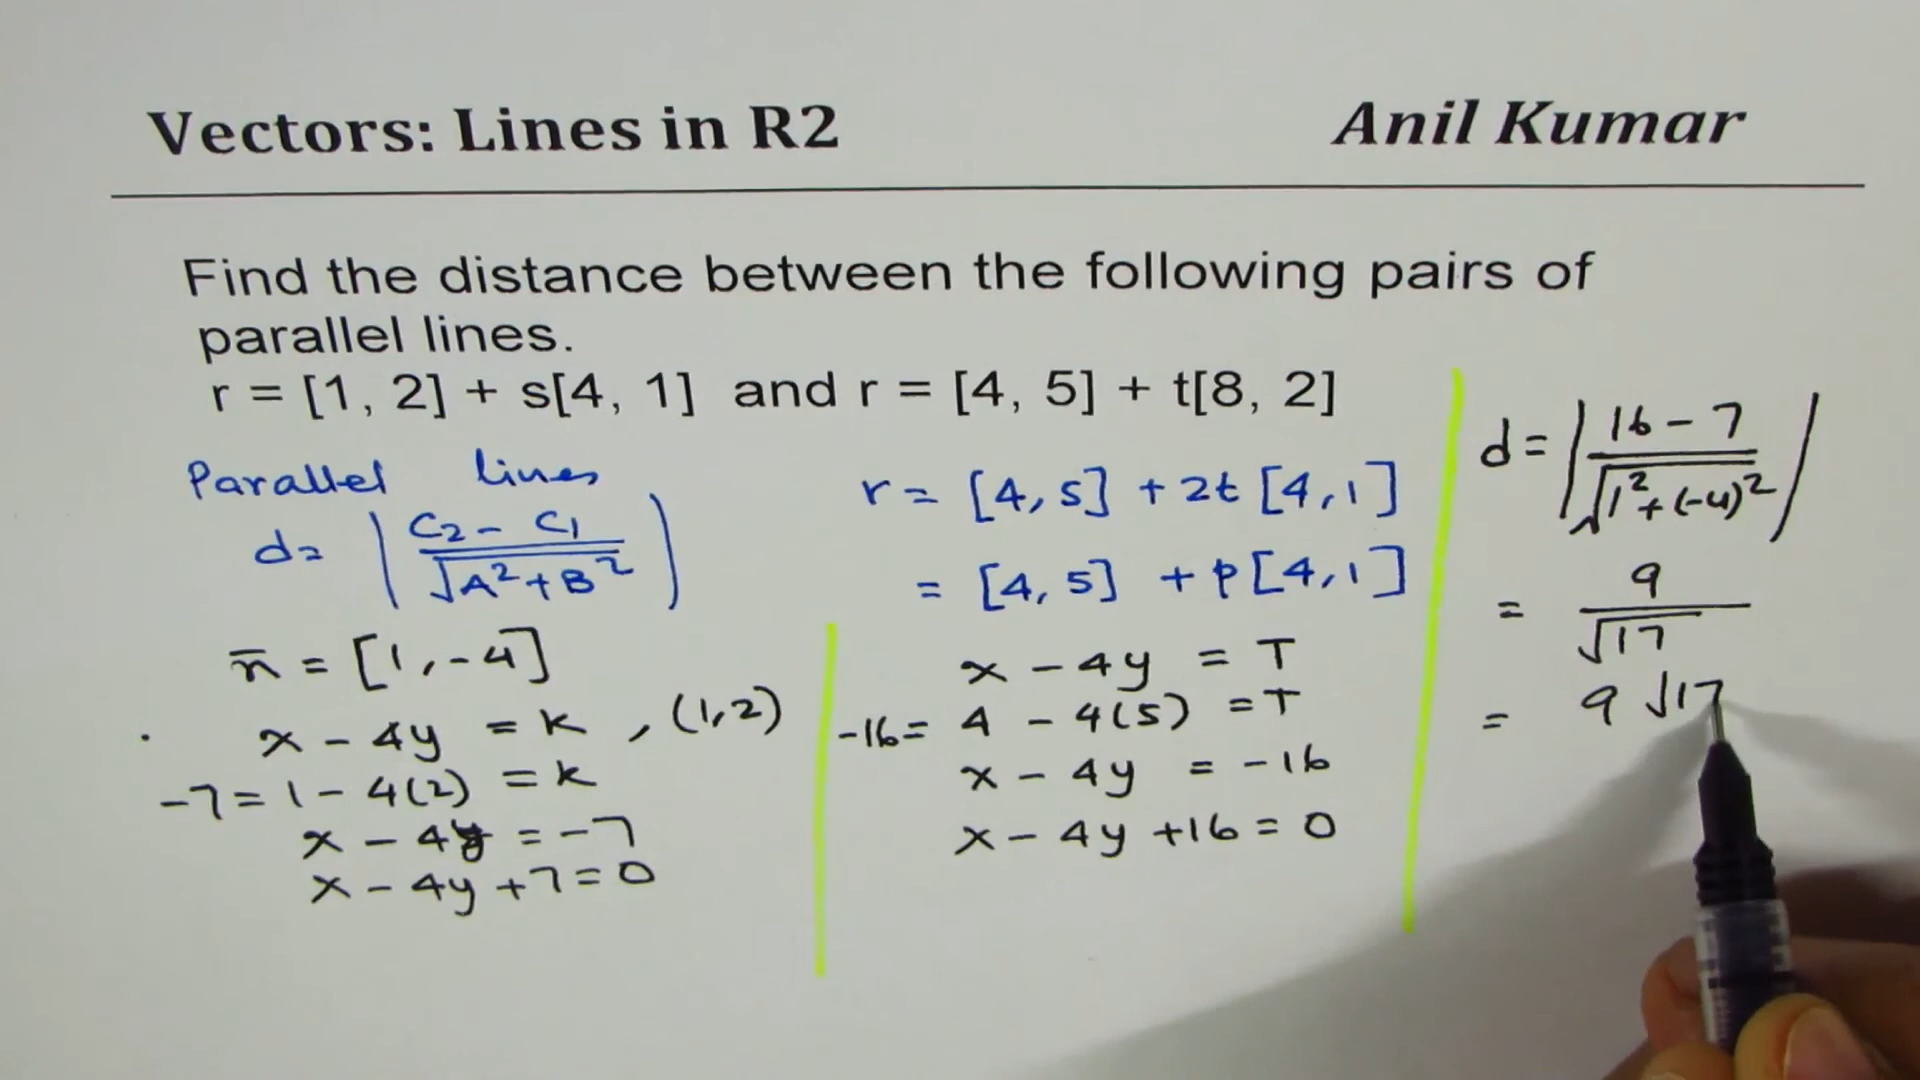 Vectors: Lines in R2
Anil Kumar
Find the distance between the following pairs of
parallel lines.
r = [1, 2] + s[4, 1] and r = [4, 5] + t[8, 2]
Parallel lines
d = | C₂ - C₁ / √A² + B² |
n̅ = [1, -4]
x - 4y = k, (1,2)
-7 = 1 - 4(2) = k
x - 4y = -7
x - 4y + 7 = 0
r = [4, 5] + 2t [4, 1]
= [4, 5] + p [4, 1]
x - 4y = T
-16 = 4 - 4(5) = T
x - 4y = -16
x - 4y + 16 = 0
d = | 16 - 7 / √1² + (-4)² |
= 9 / √17
= 9 √17